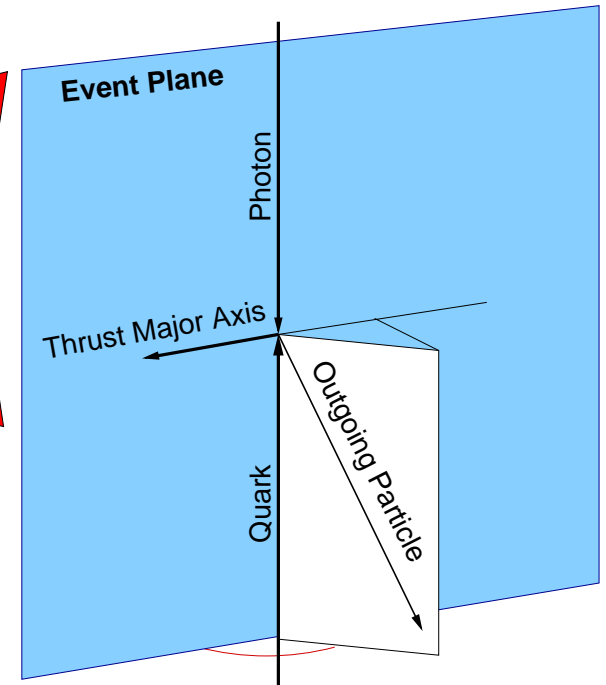 Event Plane
Photon
Thrust Major Axis
Outgoing Particle
Quark